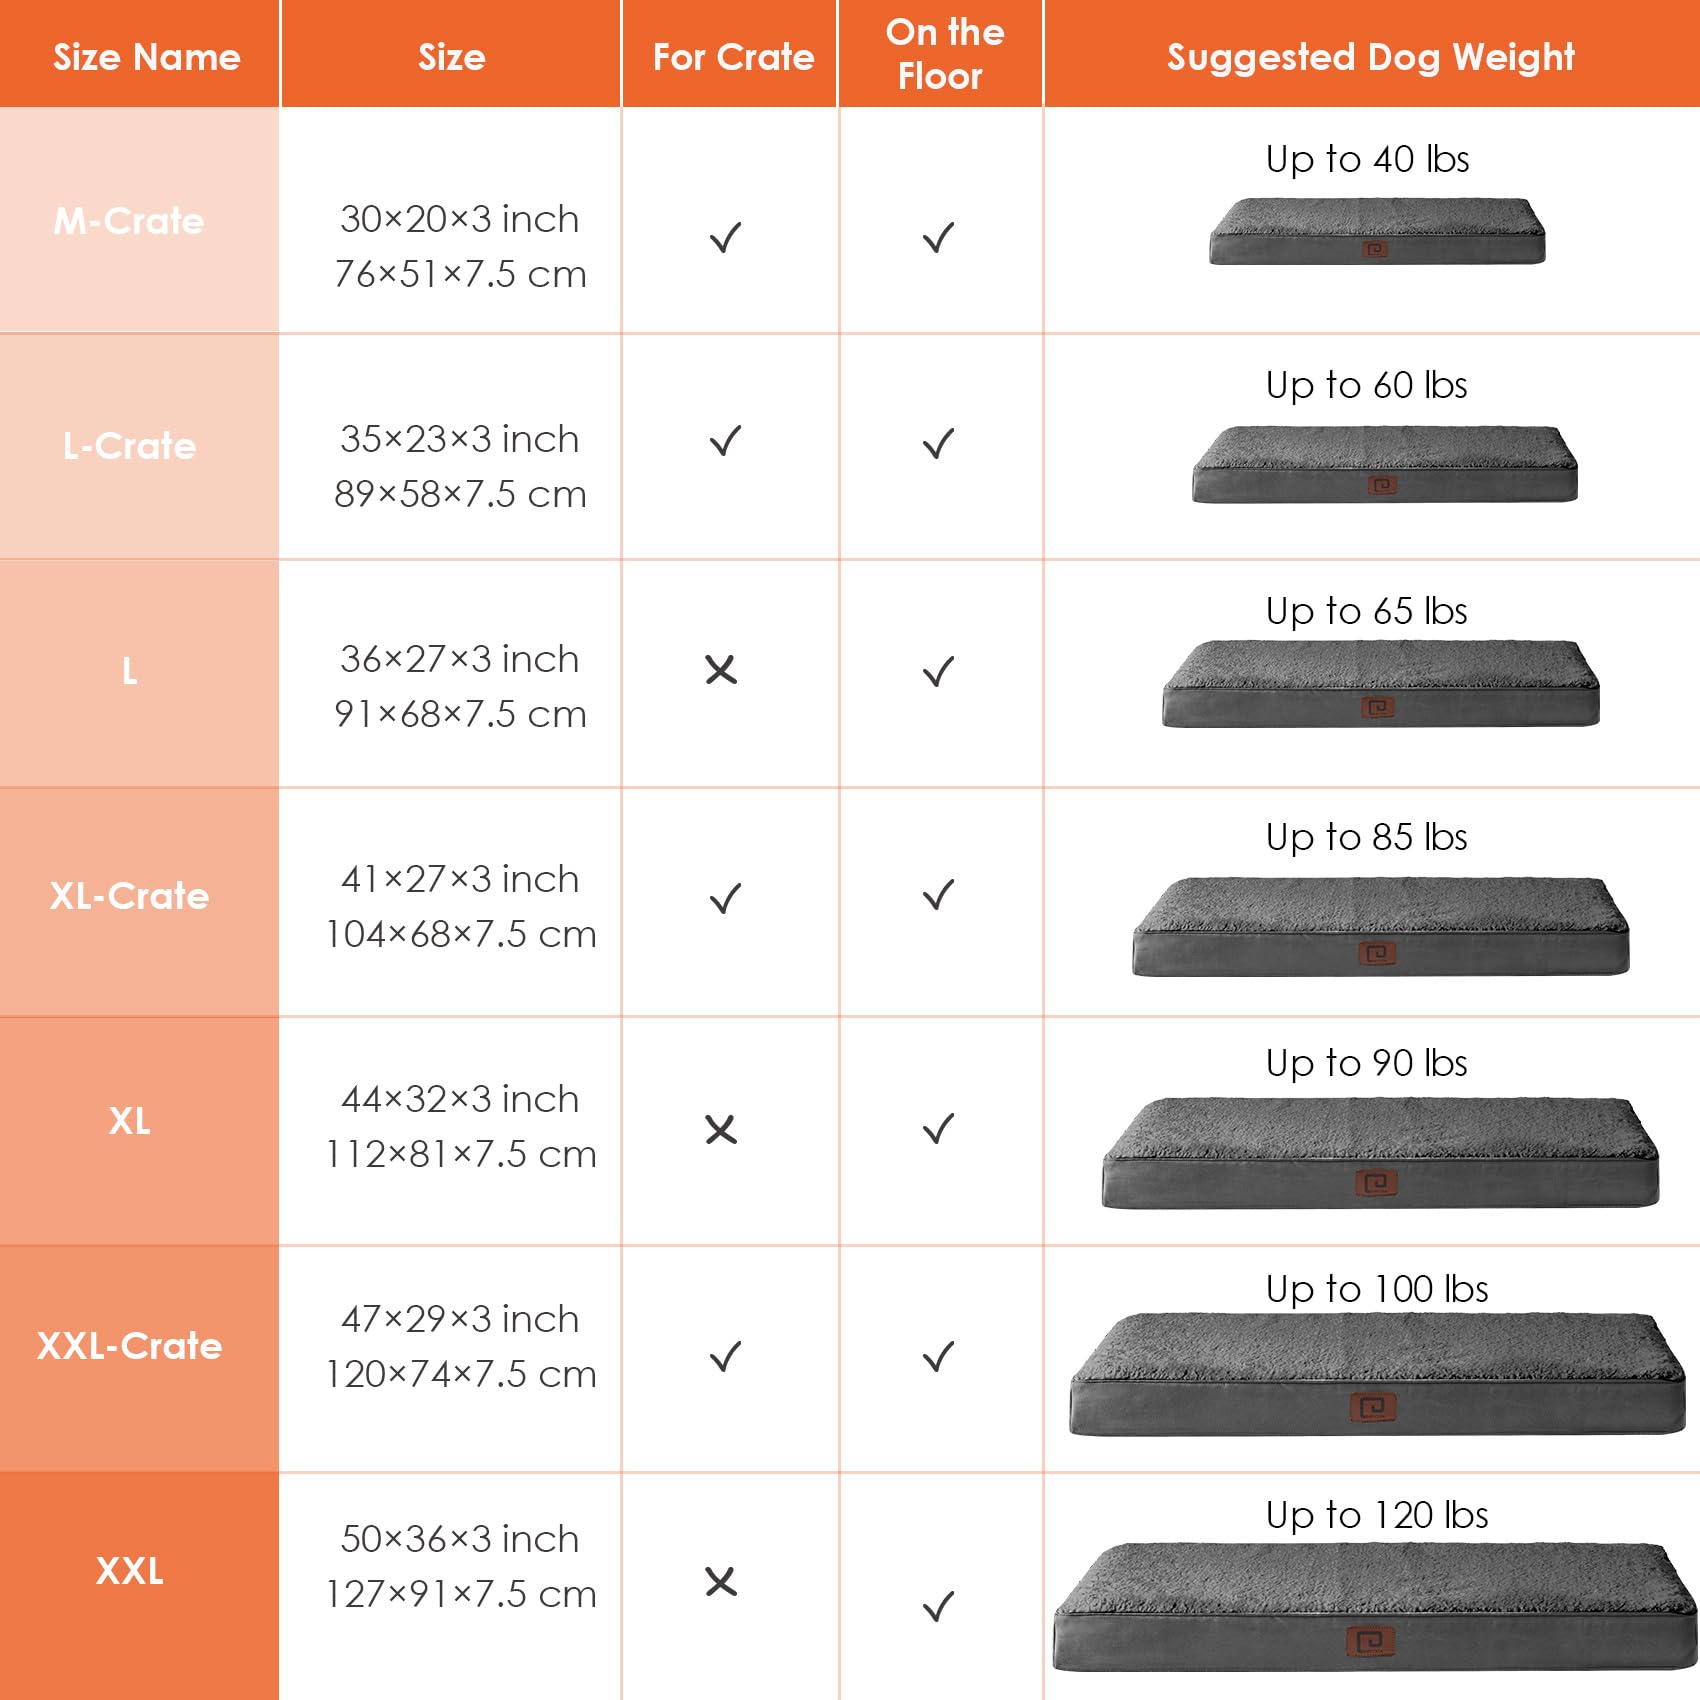 Size Name
Size
For Crate
On the
Floor
Suggested Dog Weight
M-Crate
30×20×3 inch
76×51×7.5 cm
Up to 40 lbs
L-Crate
35×23×3 inch
89×58×7.5 cm
Up to 60 lbs
L
36×27×3 inch
91×68×7.5 cm
Up to 65 lbs
XL-Crate
41×27×3 inch
104×68×7.5 cm
Up to 85 lbs
XL
44×32×3 inch
112×81×7.5 cm
Up to 90 lbs
XXL-Crate
47×29×3 inch
120×74×7.5 cm
Up to 100 lbs
XXL
50×36×3 inch
127×91×7.5 cm
Up to 120 lbs